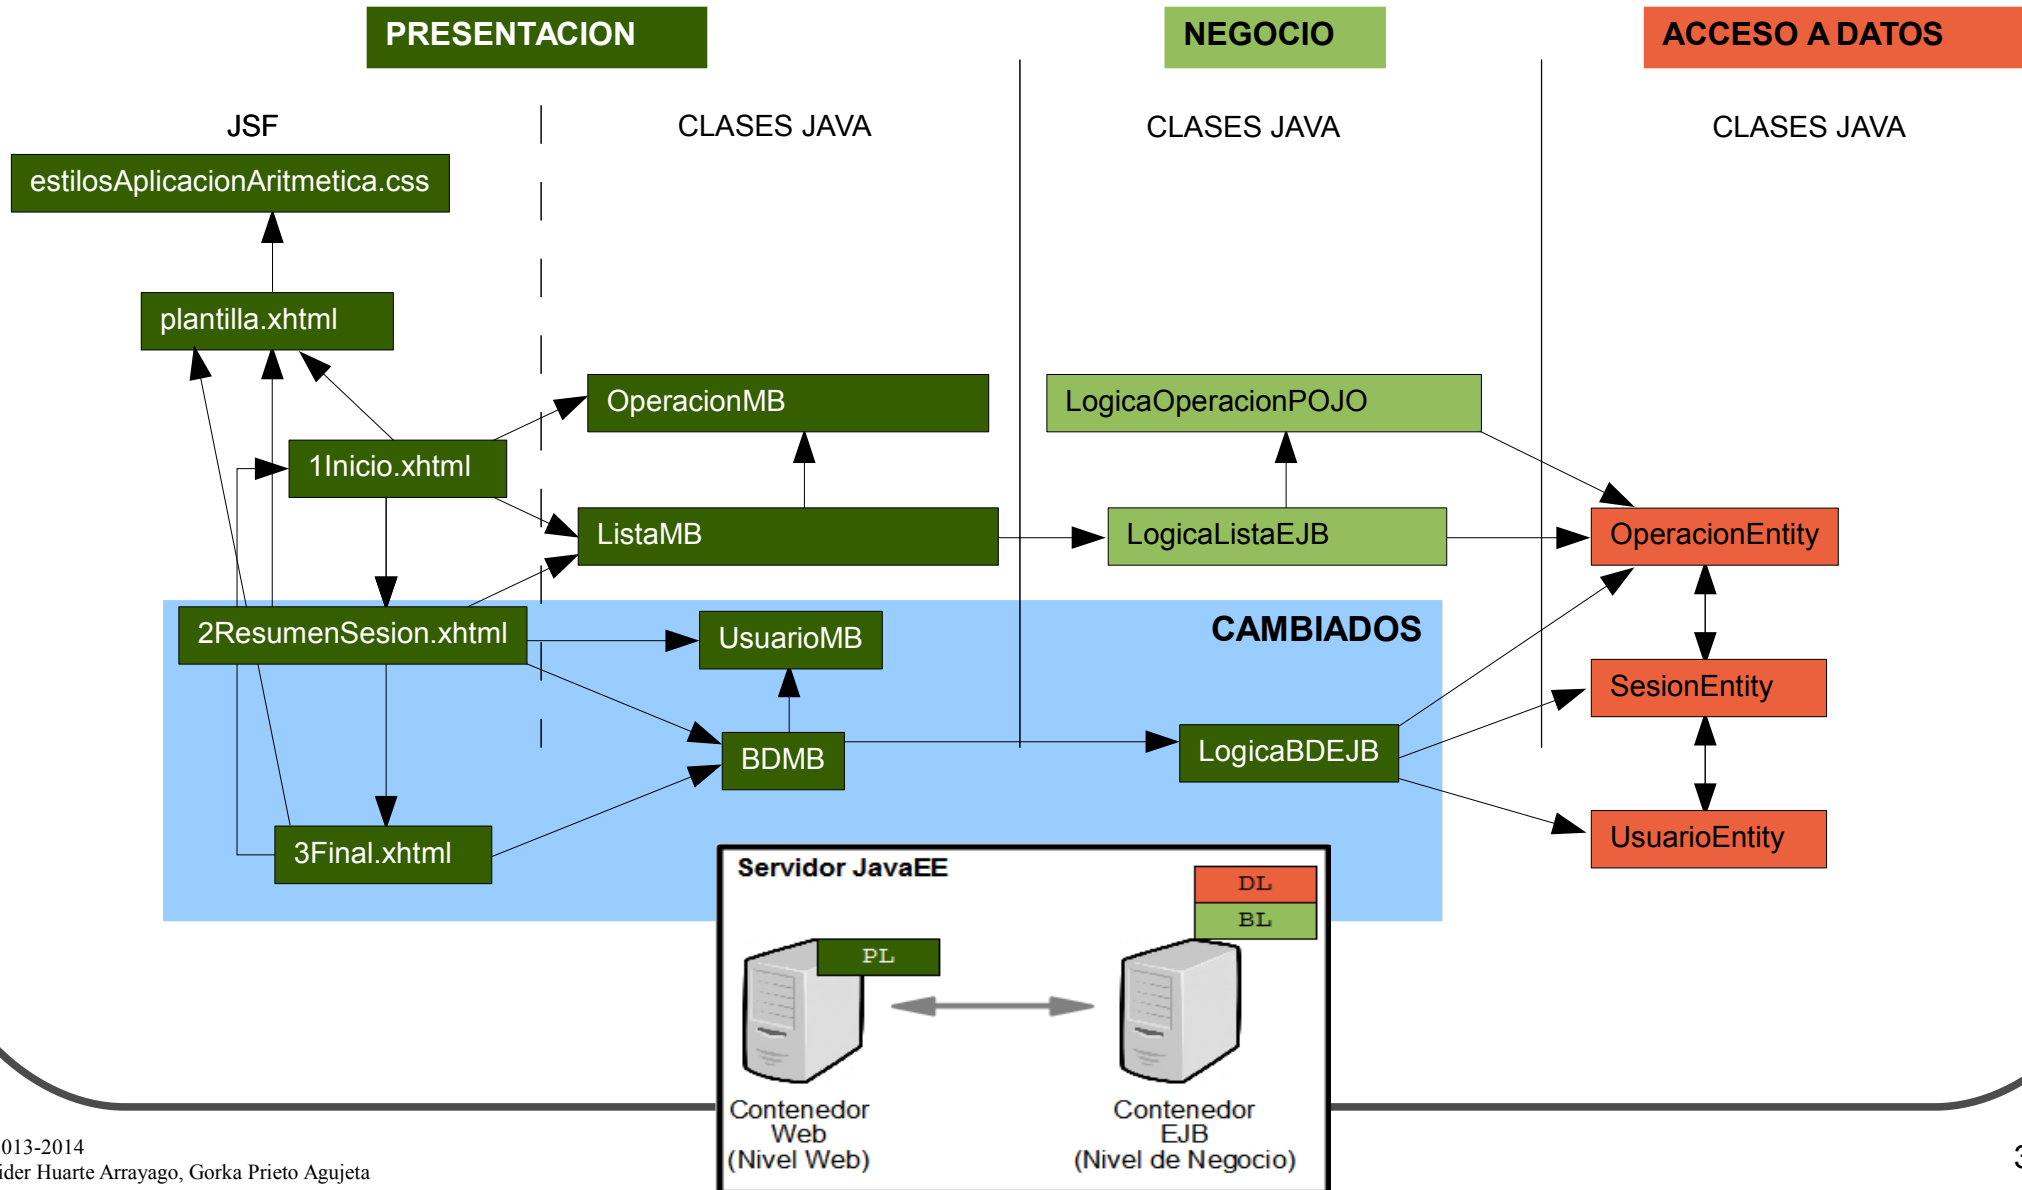 PRESENTACION
NEGOCIO
ACCESO A DATOS
JSF
CLASES JAVA
CLASES JAVA
CLASES JAVA
estilosAplicacionAritmetica.css
plantilla.xhtml
OperacionMB
LogicaOperacionPOJO
1Inicio.xhtml
ListaMB
LogicaListaEJB
OperacionEntity
2ResumenSesion.xhtml
UsuarioMB
CAMBIADOS
SesionEntity
BDMB
LogicaBDEJB
UsuarioEntity
3Final.xhtml
Servidor JavaEE
DL
BL
PL
Contenedor
Web
(Nivel Web)
Contenedor
EJB
(Nivel de Negocio)
013-2014
ider Huarte Arrayago, Gorka Prieto Agujeta
3